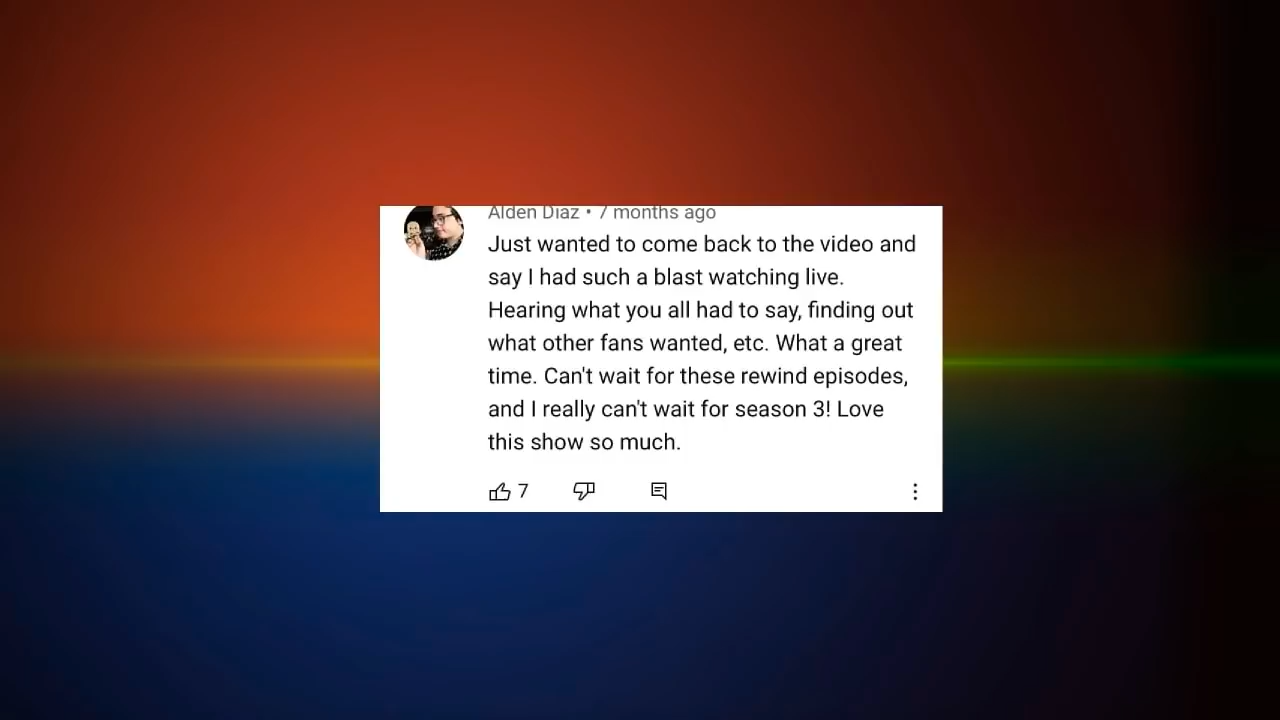 Alden Diaz • 7 months ago
Just wanted to come back to the video and
say I had such a blast watching live.
Hearing what you all had to say, finding out
what other fans wanted, etc. What a great
time. Can't wait for these rewind episodes,
and I really can't wait for season 3! Love
this show so much.
7